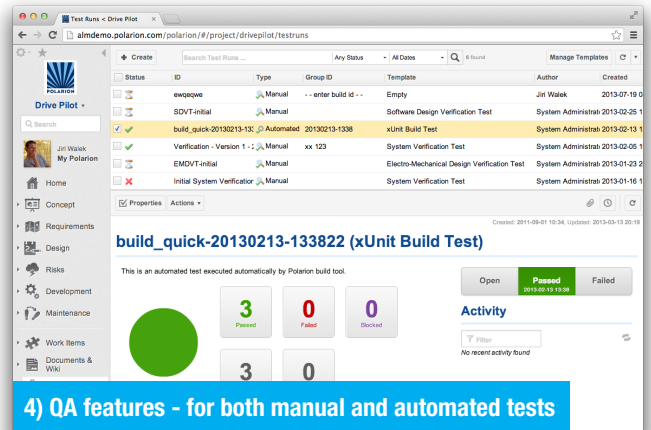 Test Runs < Drive Pilot
almdemo.polarion.com/polarion/#/project/drivepilot/testruns
POLARION
Drive Pilot
Search
Jiri Walek
My Polarion
Home
Concept
Requirements
Design
Risks
Development
Maintenance
Work Items
Documents &
Wiki
Create
Search Test Runs ...
Any Status
All Dates
6 found
Manage Templates
Status ID Type Group ID Template Author Created
ewqeqwe Manual - - enter build id - - Empty Jiri Walek 2013-07-19 0
SDVT-initial Manual Software Design Verification Test System Administrat 2013-02-25 1
build_quick-20130213-133 Automated 20130213-1338 xUnit Build Test System Administrat 2013-02-13 1
Verification - Version 1 - Manual xx 123 System Verification Test System Administrat 2013-02-05 1
EMDVT-initial Manual Electro-Mechanical Design Verification Test System Administrat 2013-01-23 2
Initial System Verification Manual System Verification Test System Administrat 2013-01-16 1
Properties Actions
Created: 2011-09-01 10:34, Updated: 2013-03-13 20:19
build_quick-20130213-133822 (xUnit Build Test)
This is an automated test executed automatically by Polarion build tool.
3
Passed
0
Failed
0
Blocked
3
0
Open
Passed
2013-02-13 13:38
Failed
Activity
Filter
No recent activity found
4) QA features - for both manual and automated tests